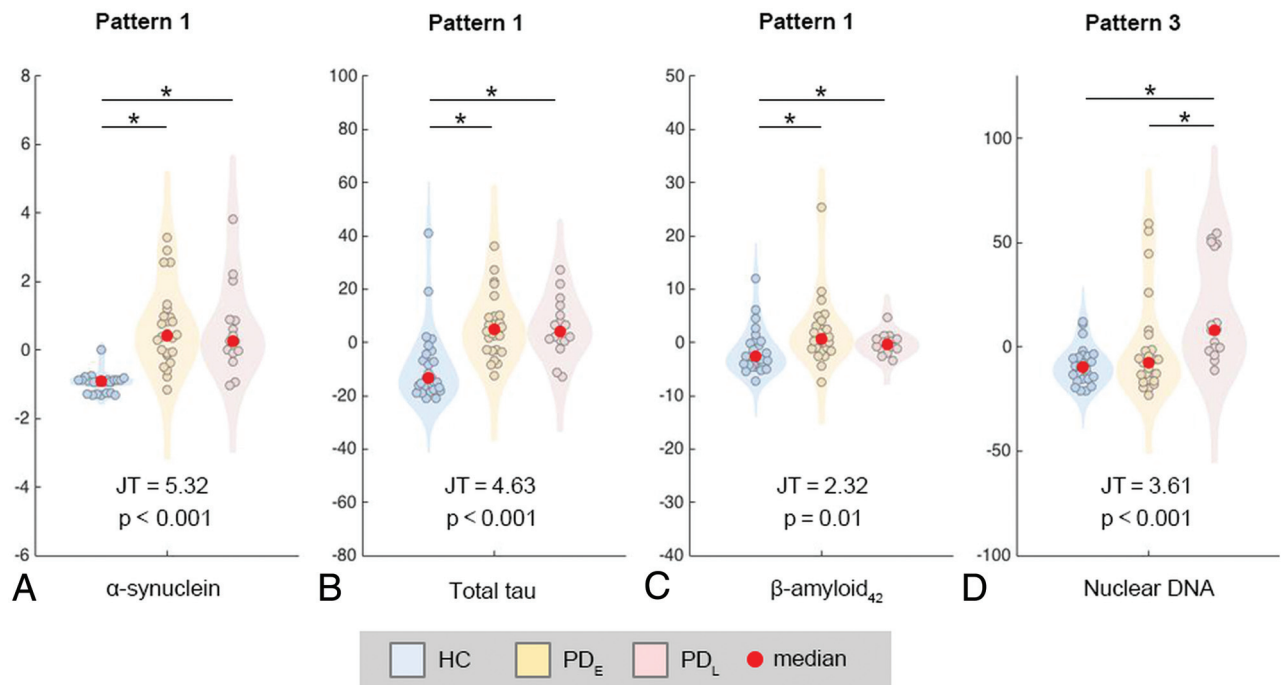 Pattern 1 Pattern 1 Pattern 1 Pattern 3
8 100 50
6 80 40 100
* * * *
* * * *
4 60 30
40 20 50
2
20 10
0 0 0 0
-20 -10
-2
-40 -20 -50
-4 JT = 5.32 JT = 4.63 JT = 2.32 JT = 3.61
-60 -30
p < 0.001 p < 0.001 p = 0.01 p < 0.001
-6 -80 -40 -100
A α-synuclein B Total tau C β-amyloid₄₂ D Nuclear DNA
HC PD_E PD_L median